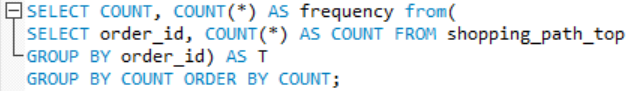 SELECT COUNT, COUNT(*) AS frequency from(
SELECT order_id, COUNT(*) AS COUNT FROM shopping_path_top
GROUP BY order_id) AS T
GROUP BY COUNT ORDER BY COUNT;